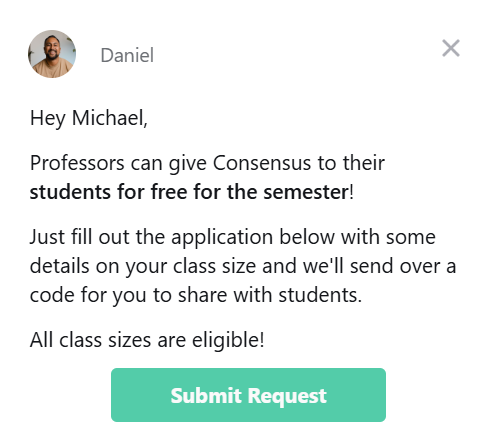 Daniel
Hey Michael,
Professors can give Consensus to their
students for free for the semester!
Just fill out the application below with some
details on your class size and we'll send over a
code for you to share with students.
All class sizes are eligible!
Submit Request